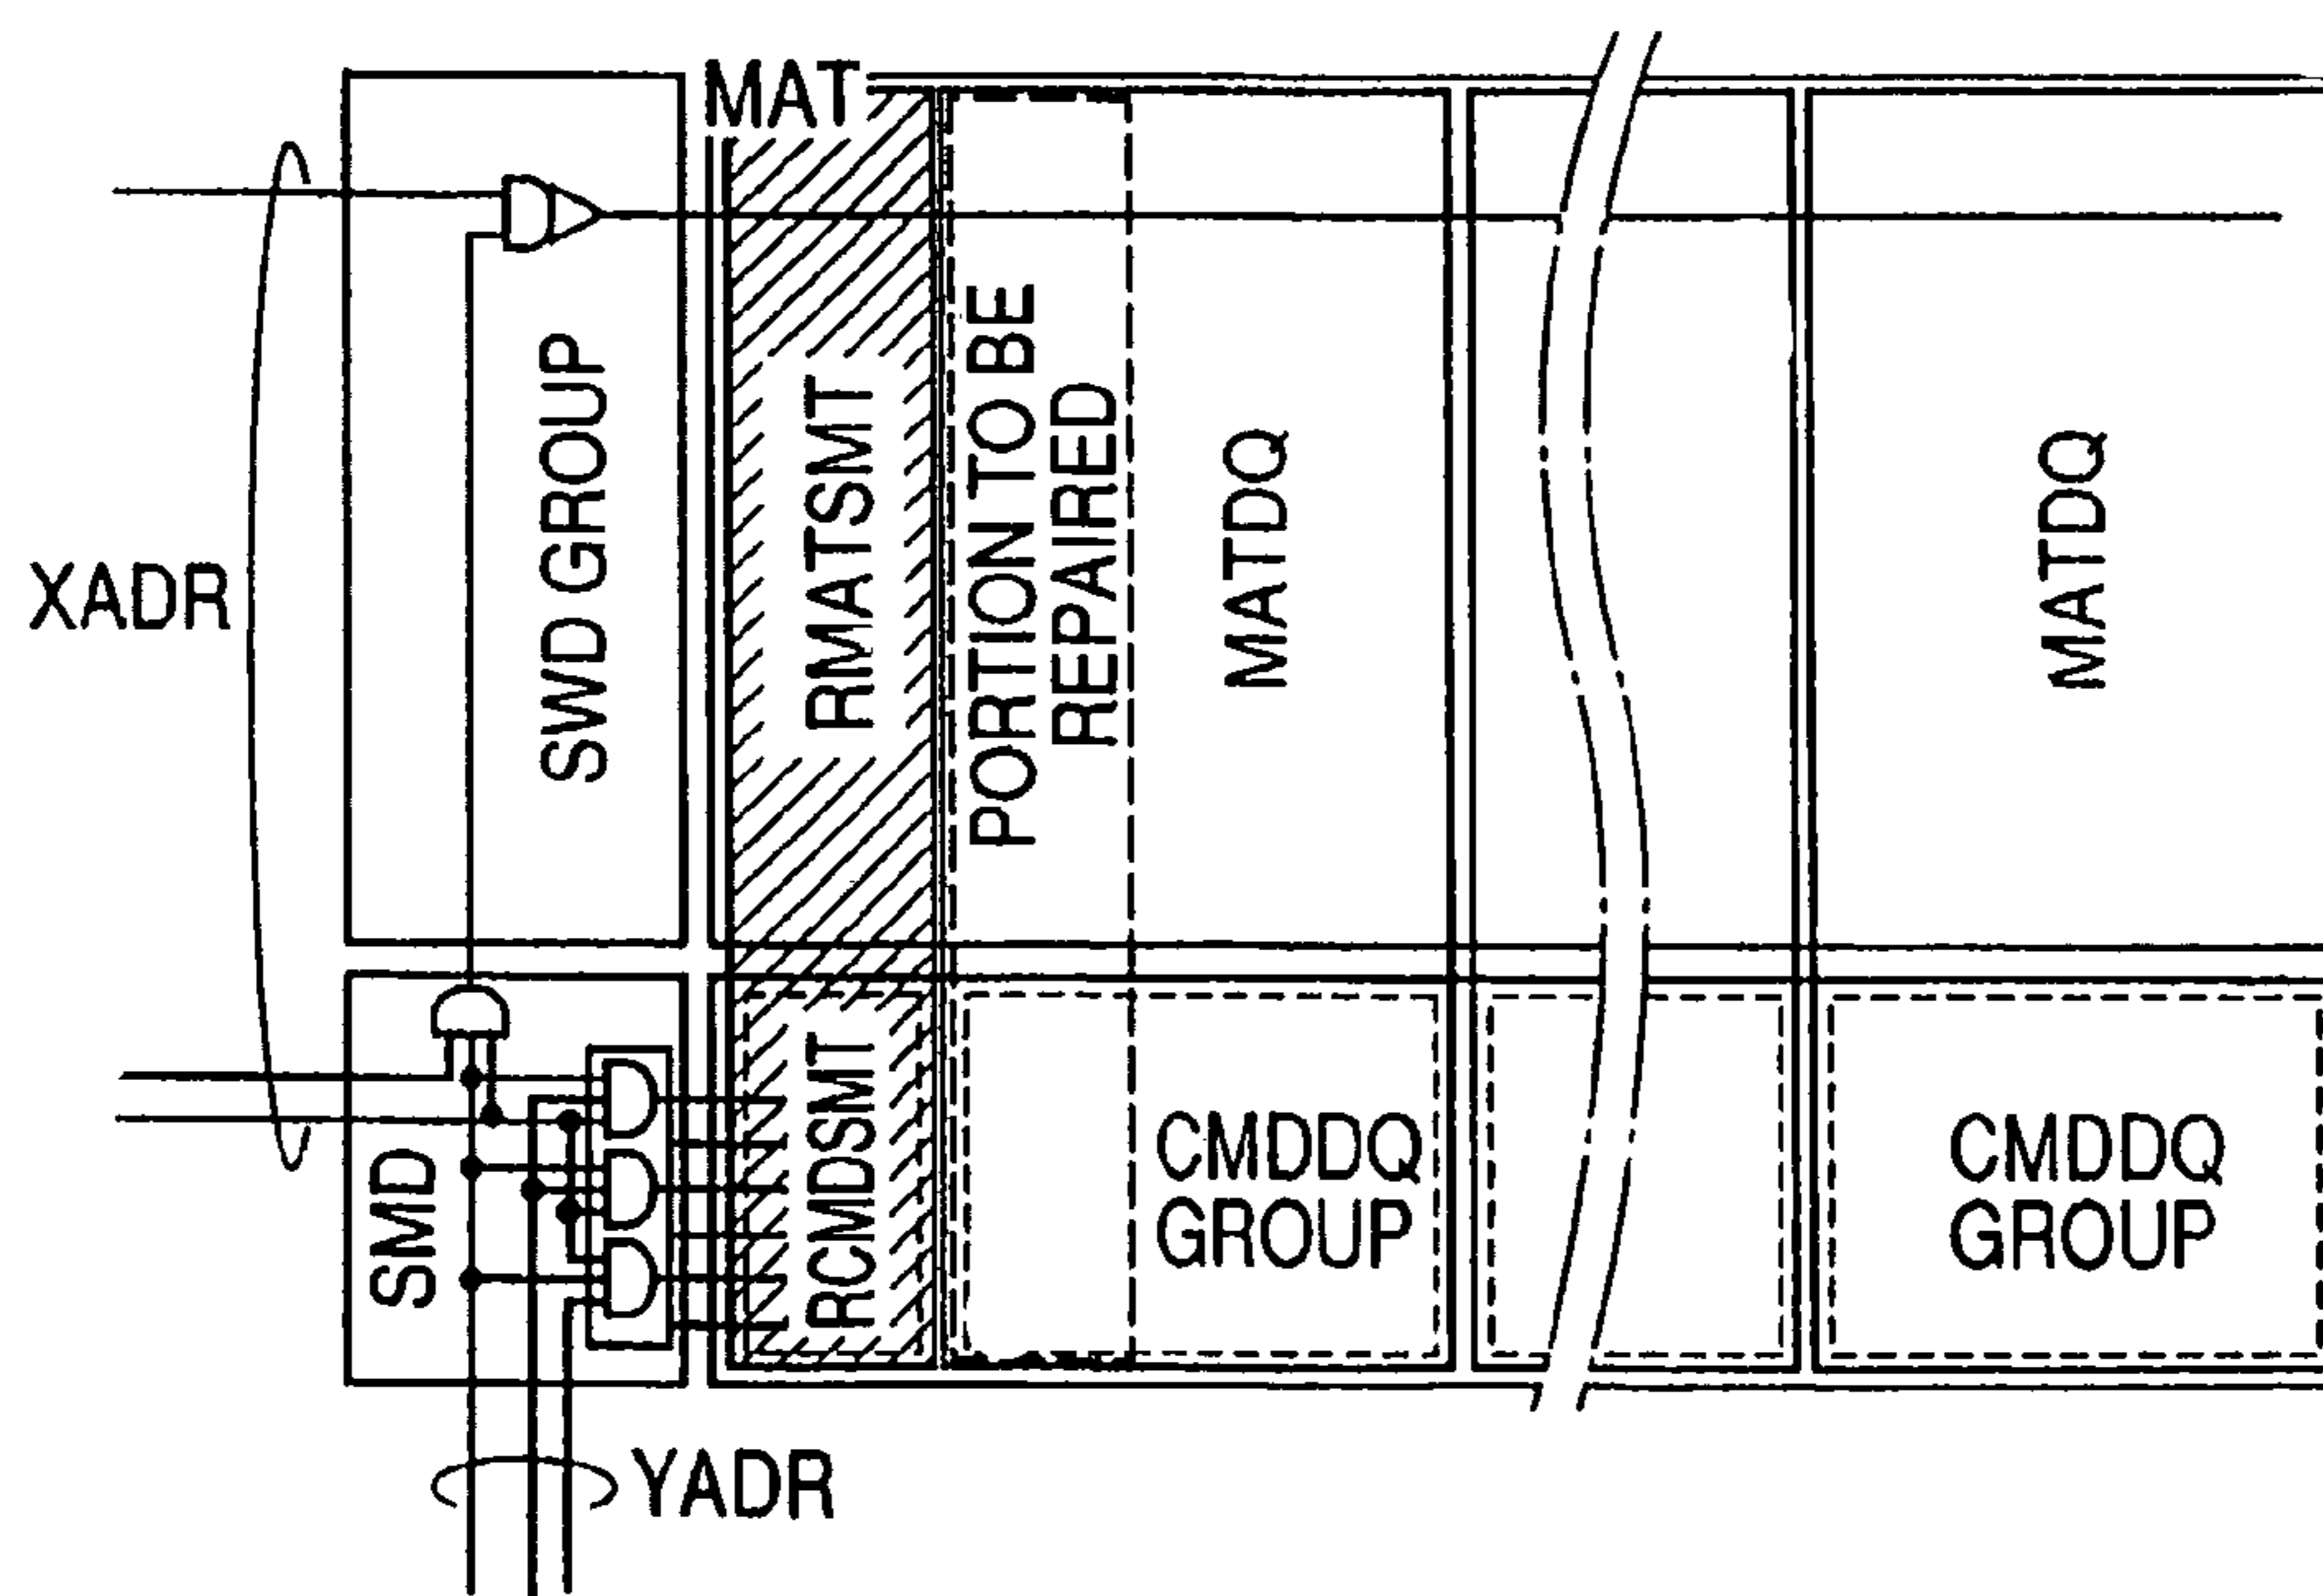 MAT
XADR
SWD GROUP
RMATSMT
PORTION TO BE
REPAIRED
MATDQ
MATDQ
SMD
RCMDSMT
CMDDQ
GROUP
CMDDQ
GROUP
YADR